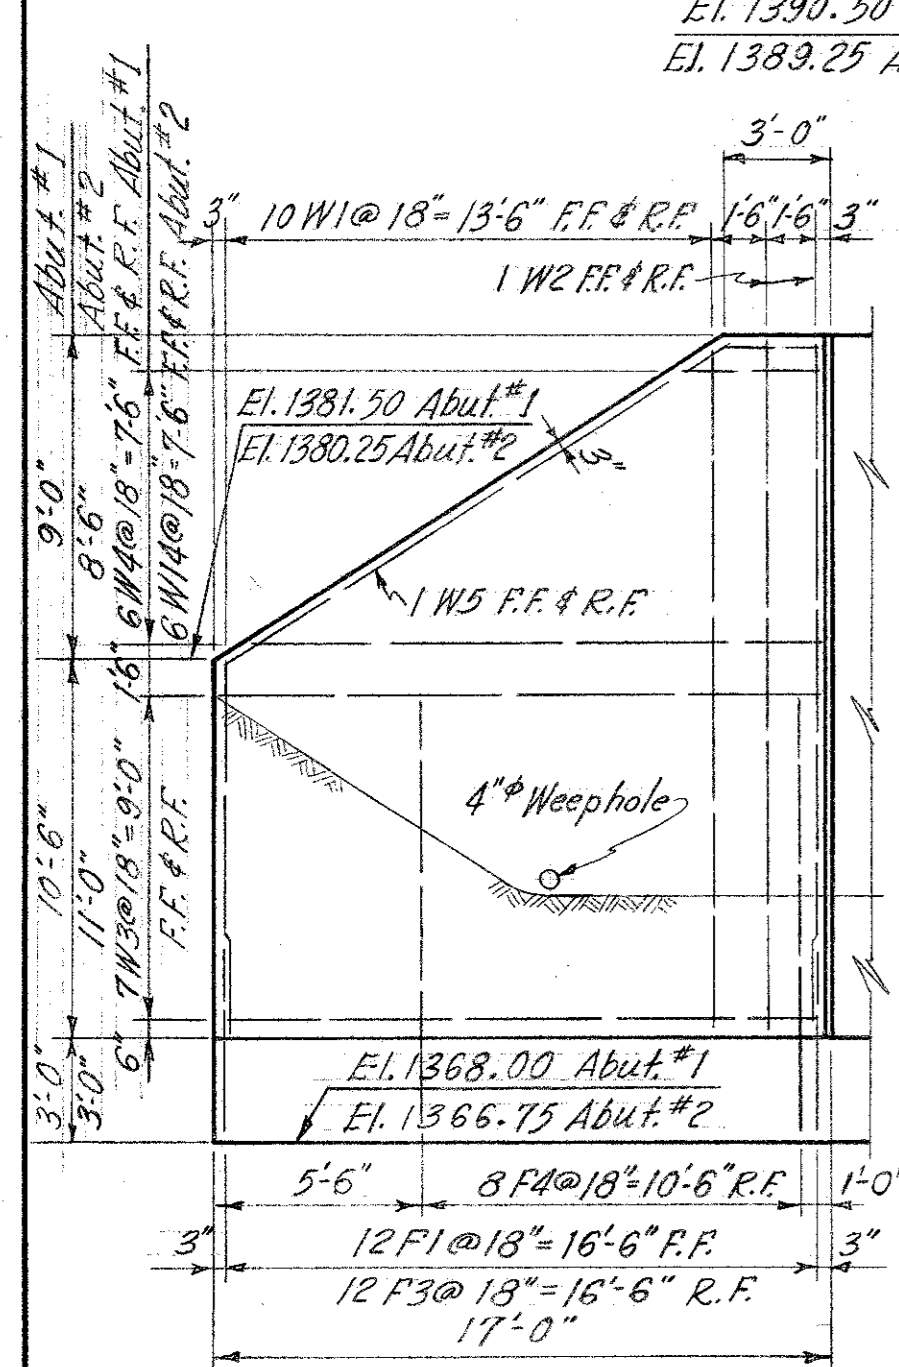 El. 1390.50
El. 1389.25 A
3'-0"
3" 10 W1 @ 18" = 13'-6" F.F. & R.F. 1'-6" 1'-6" 3"
1 W2 F.F. & R.F.
Abut. #1
Abut. #2
6 W4 @ 18" = 7'-6" F.F. & R.F. Abut. #1
6 W14 @ 18" = 7'-6" F.F. & R.F. Abut. #2
El. 1381.50 Abut. #1
El. 1380.25 Abut. #2
3"
9'-0"
8'-6"
1 W5 F.F. & R.F.
1'-6"
4"ϕ Weephole
10'-6"
11'-0"
7 W3 @ 18" = 9'-0"
F.F. & R.F.
6"
3'-0"
3'-0"
El. 1368.00 Abut. #1
El. 1366.75 Abut. #2
5'-6" 8 F4 @ 18" = 10'-6" R.F. 1'-0"
3" 12 F1 @ 18" = 16'-6" F.F. 3"
12 F3 @ 18" = 16'-6" R.F.
17'-0"